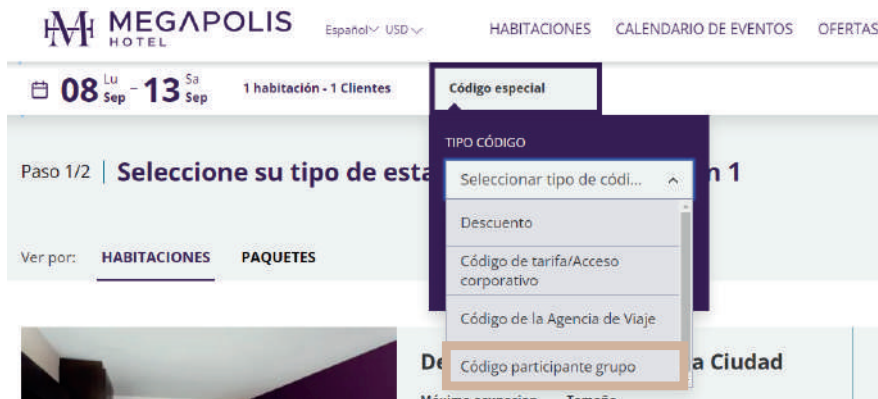 MEGAPOLIS
HOTEL
Español USD
HABITACIONES CALENDARIO DE EVENTOS OFERTAS
08 Lu Sep - 13 Sa Sep
1 habitación - 1 Clientes
Código especial
TIPO CÓDIGO
Paso 1/2 | Seleccione su tipo de esta n 1
Seleccionar tipo de códi...
Descuento
Ver por: HABITACIONES PAQUETES
Código de tarifa/Acceso
corporativo
Código de la Agencia de Viaje
De a Ciudad
Código participante grupo